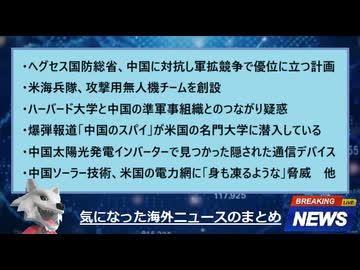 ・ヘグセス国防総省、中国に対抗し軍拡競争で優位に立つ計画
・米海兵隊、攻撃用無人機チームを創設
・ハーバード大学と中国の準軍事組織とのつながり疑惑
・爆弾報道「中国のスパイ」が米国の名門大学に潜入している
・中国太陽光発電インバーターで見つかった隠された通信デバイス
・中国ソーラー技術、米国の電力網に「身も凍るような」脅威　他
気になった海外ニュースのまとめ
BREAKING LIVE
NEWS
117,925